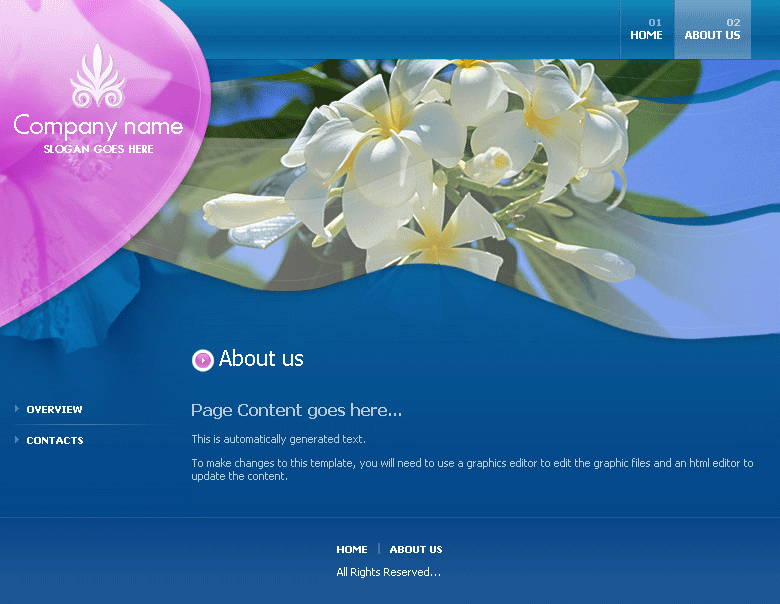 01
HOME
02
ABOUT US
Company name
SLOGAN GOES HERE
About us
OVERVIEW
CONTACTS
Page Content goes here...
This is automatically generated text.
To make changes to this template, you will need to use a graphics editor to edit the graphic files and an html editor to
update the content.
HOME | ABOUT US
All Rights Reserved...